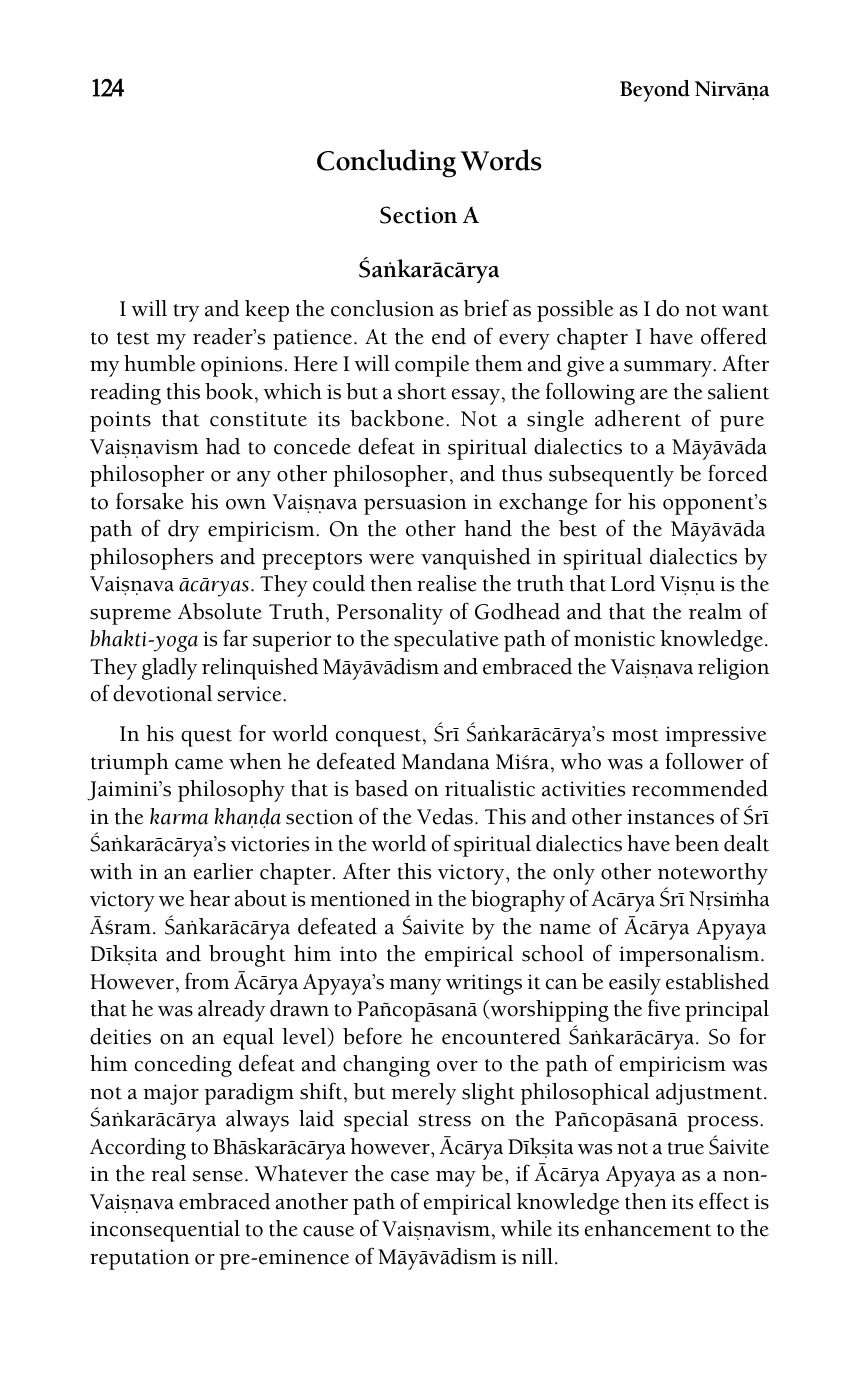 124 Beyond Nirvāṇa
Concluding Words
Section A
Śaṅkarācārya
I will try and keep the conclusion as brief as possible as I do not want
to test my reader’s patience. At the end of every chapter I have offered
my humble opinions. Here I will compile them and give a summary. After
reading this book, which is but a short essay, the following are the salient
points that constitute its backbone. Not a single adherent of pure
Vaiṣṇavism had to concede defeat in spiritual dialectics to a Māyāvāda
philosopher or any other philosopher, and thus subsequently be forced
to forsake his own Vaiṣṇava persuasion in exchange for his opponent’s
path of dry empiricism. On the other hand the best of the Māyāvāda
philosophers and preceptors were vanquished in spiritual dialectics by
Vaiṣṇava ācāryas. They could then realise the truth that Lord Viṣṇu is the
supreme Absolute Truth, Personality of Godhead and that the realm of
bhakti-yoga is far superior to the speculative path of monistic knowledge.
They gladly relinquished Māyāvādism and embraced the Vaiṣṇava religion
of devotional service.
In his quest for world conquest, Śrī Śaṅkarācārya’s most impressive
triumph came when he defeated Mandana Miśra, who was a follower of
Jaimini’s philosophy that is based on ritualistic activities recommended
in the karma khaṇḍa section of the Vedas. This and other instances of Śrī
Śaṅkarācārya’s victories in the world of spiritual dialectics have been dealt
with in an earlier chapter. After this victory, the only other noteworthy
victory we hear about is mentioned in the biography of Acārya Śrī Nṛsiṁha
Āśram. Śaṅkarācārya defeated a Śaivite by the name of Ācārya Apyaya
Dīkṣita and brought him into the empirical school of impersonalism.
However, from Ācārya Apyaya’s many writings it can be easily established
that he was already drawn to Pañcopāsanā (worshipping the five principal
deities on an equal level) before he encountered Śaṅkarācārya. So for
him conceding defeat and changing over to the path of empiricism was
not a major paradigm shift, but merely slight philosophical adjustment.
Śaṅkarācārya always laid special stress on the Pañcopāsanā process.
According to Bhāskarācārya however, Ācārya Dīkṣita was not a true Śaivite
in the real sense. Whatever the case may be, if Ācārya Apyaya as a non-
Vaiṣṇava embraced another path of empirical knowledge then its effect is
inconsequential to the cause of Vaiṣṇavism, while its enhancement to the
reputation or pre-eminence of Māyāvādism is nill.